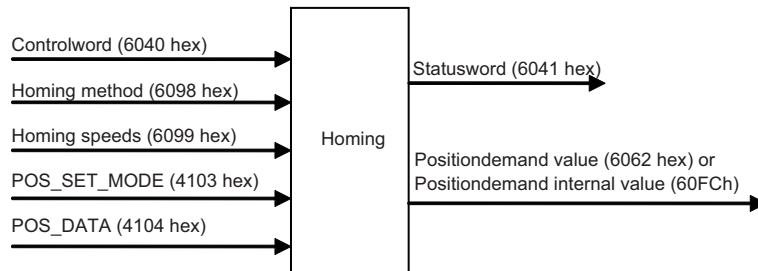 Controlword (6040 hex)
Homing method (6098 hex)
Homing speeds (6099 hex)
POS_SET_MODE (4103 hex)
POS_DATA (4104 hex)
Homing
Statusword (6041 hex)
Positiondemand value (6062 hex) or
Positiondemand internal value (60FCh)